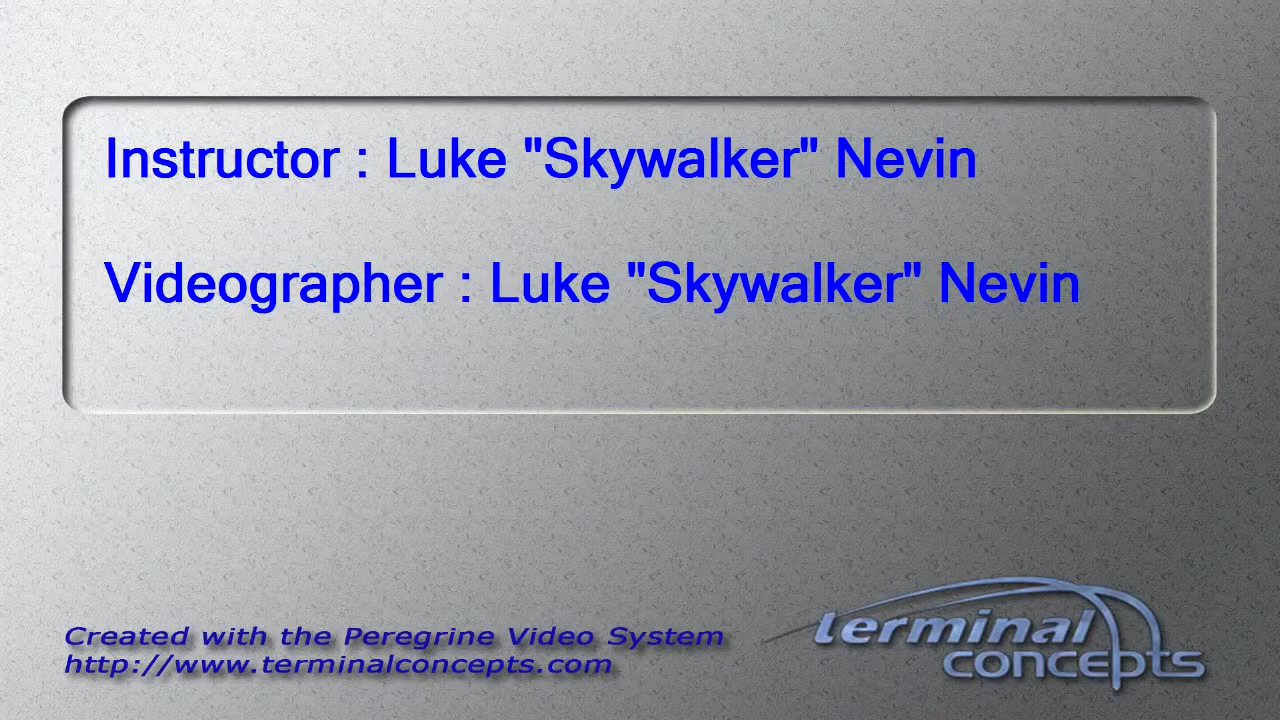 Instructor : Luke "Skywalker" Nevin
Videographer : Luke "Skywalker" Nevin
Created with the Peregrine Video System
http://www.terminalconcepts.com
terminal
concepts